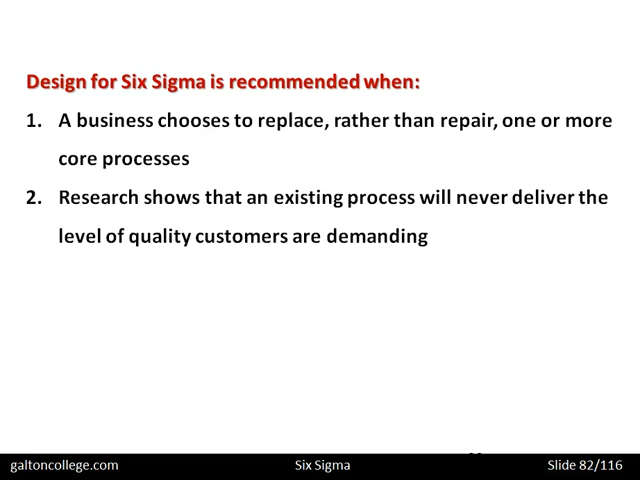 Design for Six Sigma is recommended when:
1. A business chooses to replace, rather than repair, one or more
core processes
2. Research shows that an existing process will never deliver the
level of quality customers are demanding
galtoncollege.com Six Sigma Slide 82/116